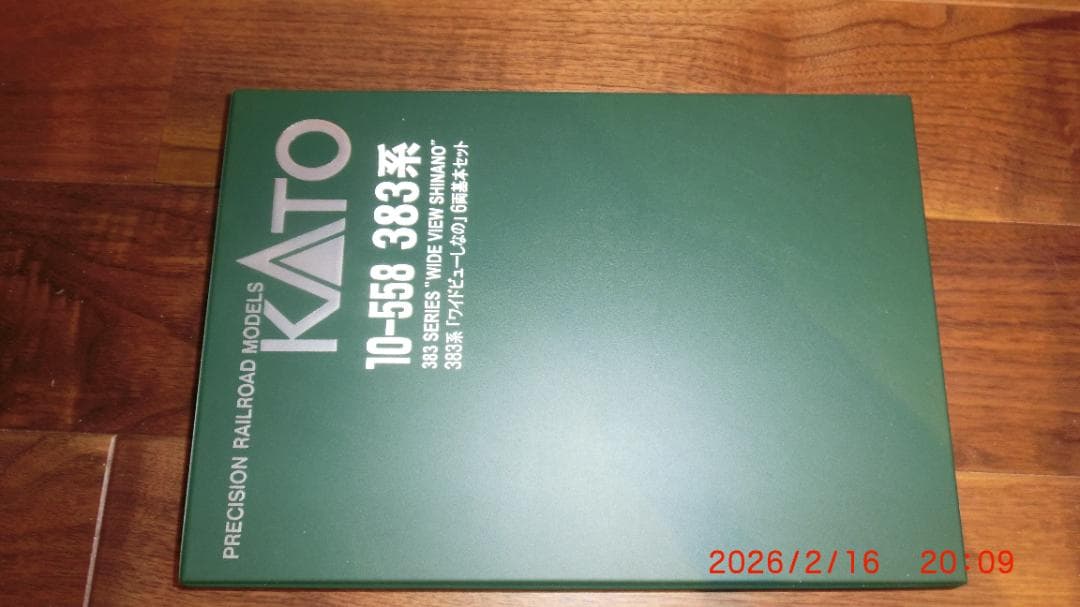 PRECISION RAILROAD MODELS
KATO
10-558 383系
383 SERIES "WIDE VIEW SHINANO"
383系「ワイドビューしなの」6両基本セット
2026/2/16 20:09